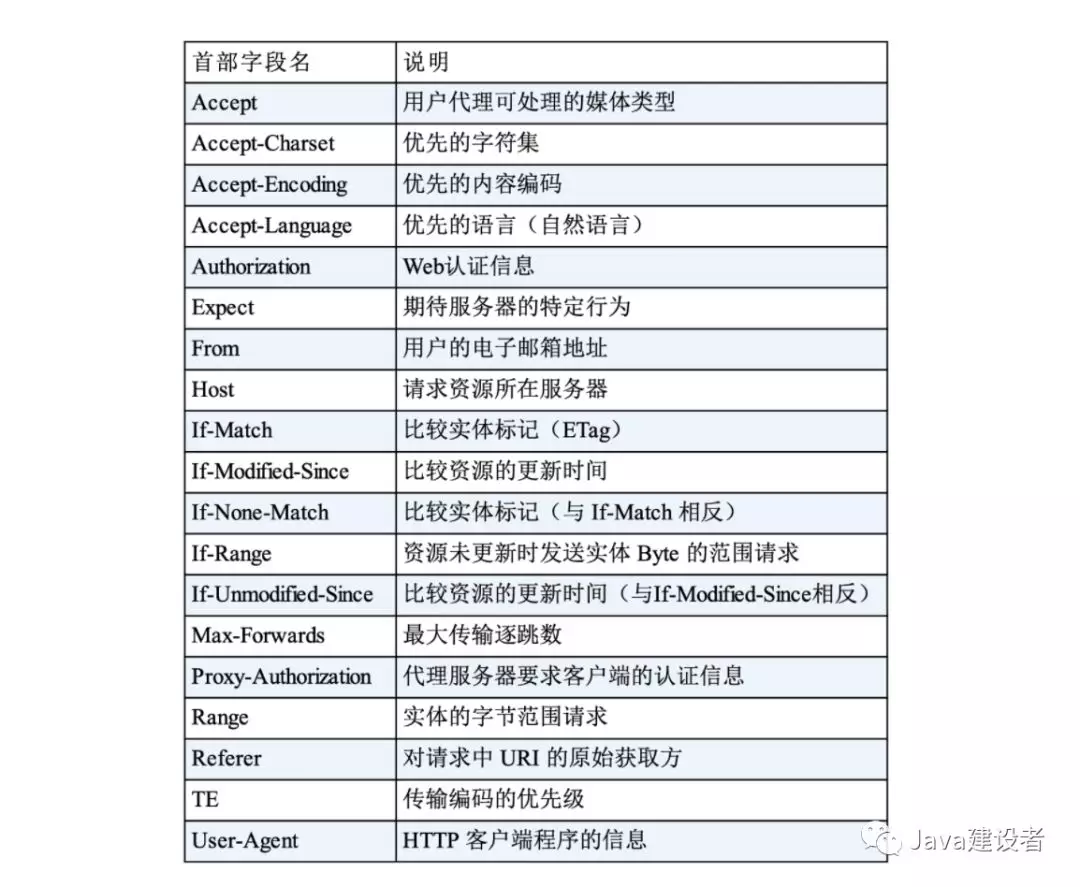 首部字段名 说明
Accept 用户代理可处理的媒体类型
Accept-Charset 优先的字符集
Accept-Encoding 优先的内容编码
Accept-Language 优先的语言（自然语言）
Authorization Web认证信息
Expect 期待服务器的特定行为
From 用户的电子邮箱地址
Host 请求资源所在服务器
If-Match 比较实体标记（ETag）
If-Modified-Since 比较资源的更新时间
If-None-Match 比较实体标记（与 If-Match 相反）
If-Range 资源未更新时发送实体 Byte 的范围请求
If-Unmodified-Since 比较资源的更新时间（与If-Modified-Since相反）
Max-Forwards 最大传输逐跳数
Proxy-Authorization 代理服务器要求客户端的认证信息
Range 实体的字节范围请求
Referer 对请求中 URI 的原始获取方
TE 传输编码的优先级
User-Agent HTTP 客户端程序的信息
Java建设者